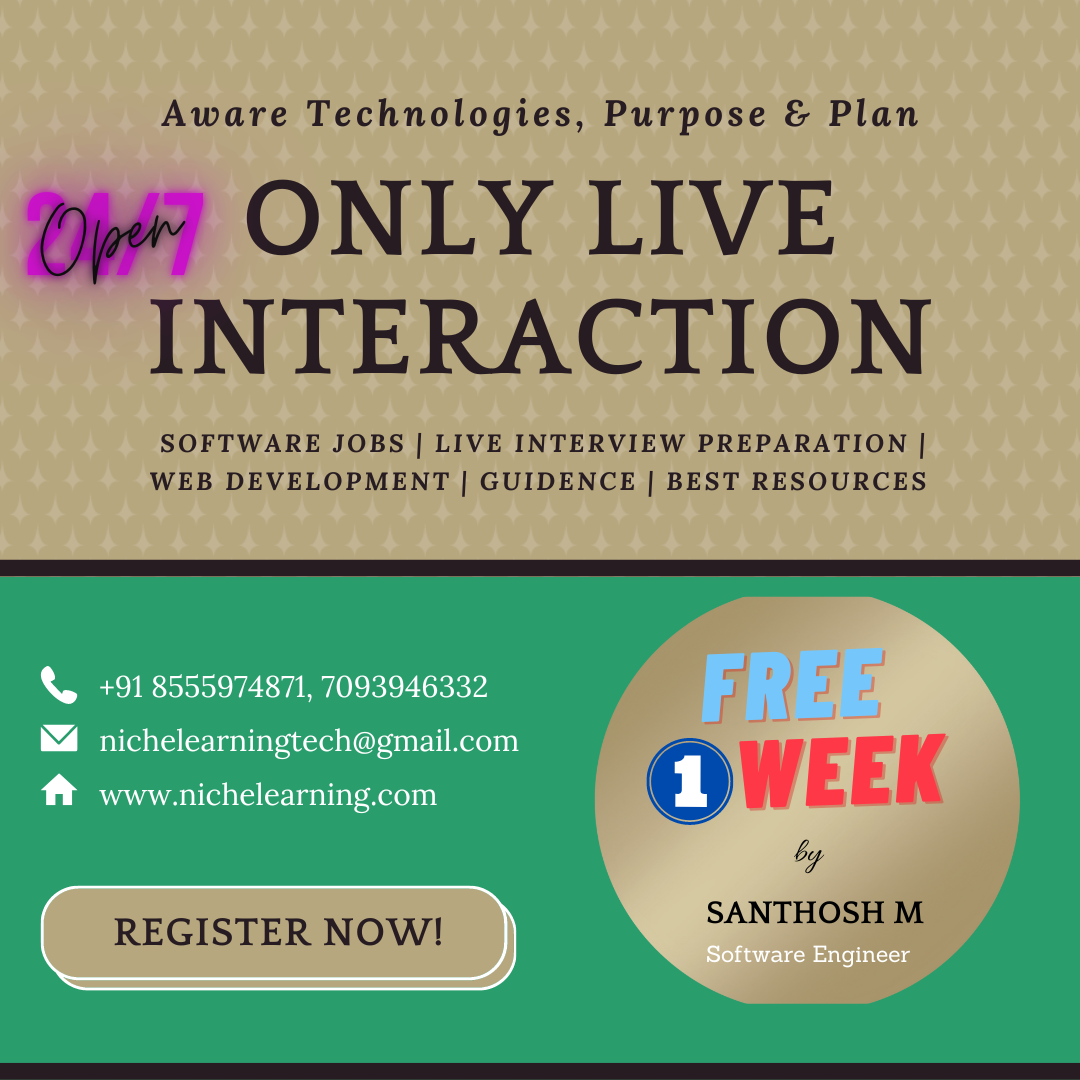 Aware Technologies, Purpose & Plan
24/7
Open
ONLY LIVE
INTERACTION
SOFTWARE JOBS | LIVE INTERVIEW PREPARATION |
WEB DEVELOPMENT | GUIDENCE | BEST RESOURCES
+91 8555974871, 7093946332
nichelearningtech@gmail.com
www.nichelearning.com
REGISTER NOW!
FREE
1 WEEK
by
SANTHOSH M
Software Engineer